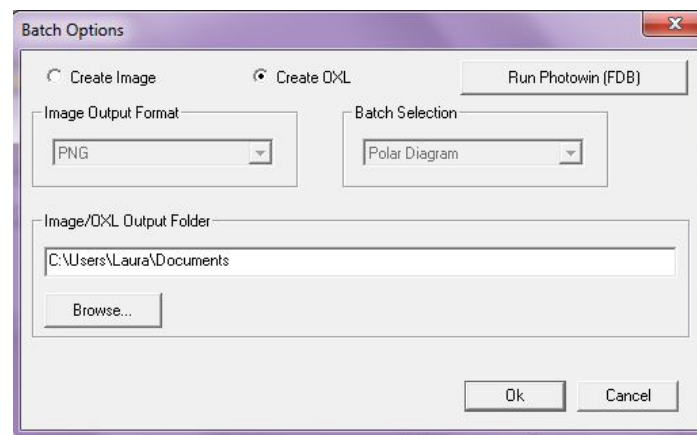 Batch Options
Create Image Create OXL Run Photowin (FDB)
Image Output Format Batch Selection
PNG Polar Diagram
Image/OXL Output Folder
C:\Users\Laura\Documents
Browse...
Ok Cancel